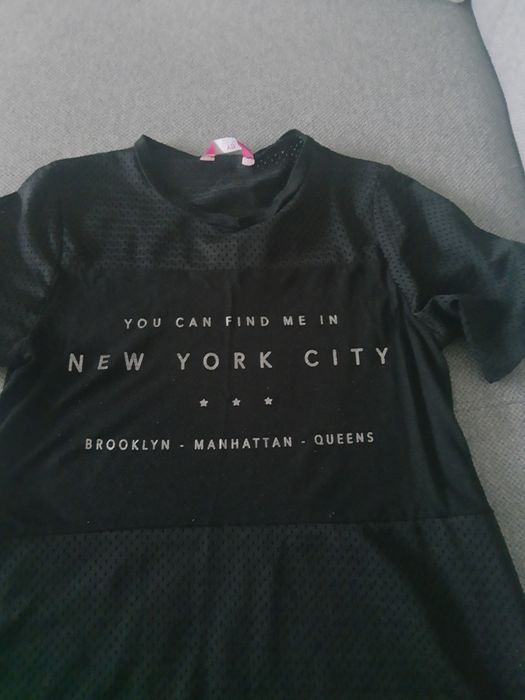 YOU CAN FIND ME IN
NEW YORK CITY
★ ★ ★
BROOKLYN - MANHATTAN - QUEENS